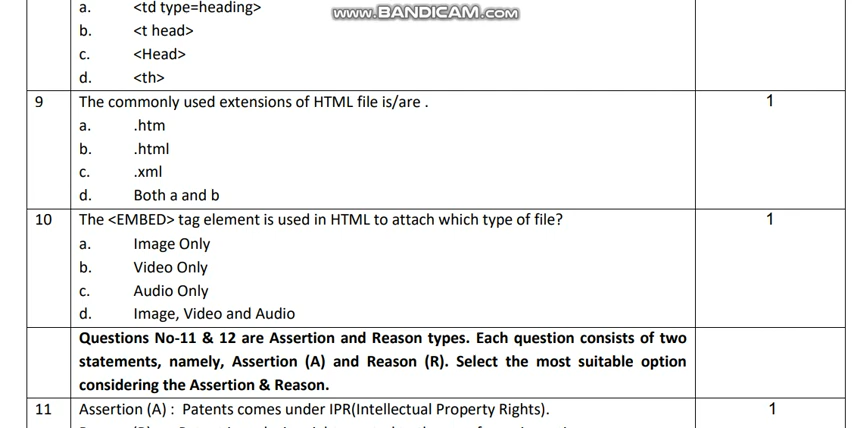 a. <td type=heading>
www.BANDICAM.com
b. <t head>
c. <Head>
d. <th>
9 The commonly used extensions of HTML file is/are . 1
a. .htm
b. .html
c. .xml
d. Both a and b
10 The <EMBED> tag element is used in HTML to attach which type of file? 1
a. Image Only
b. Video Only
c. Audio Only
d. Image, Video and Audio
Questions No-11 & 12 are Assertion and Reason types. Each question consists of two
statements, namely, Assertion (A) and Reason (R). Select the most suitable option
considering the Assertion & Reason.
11 Assertion (A) : Patents comes under IPR(Intellectual Property Rights). 1